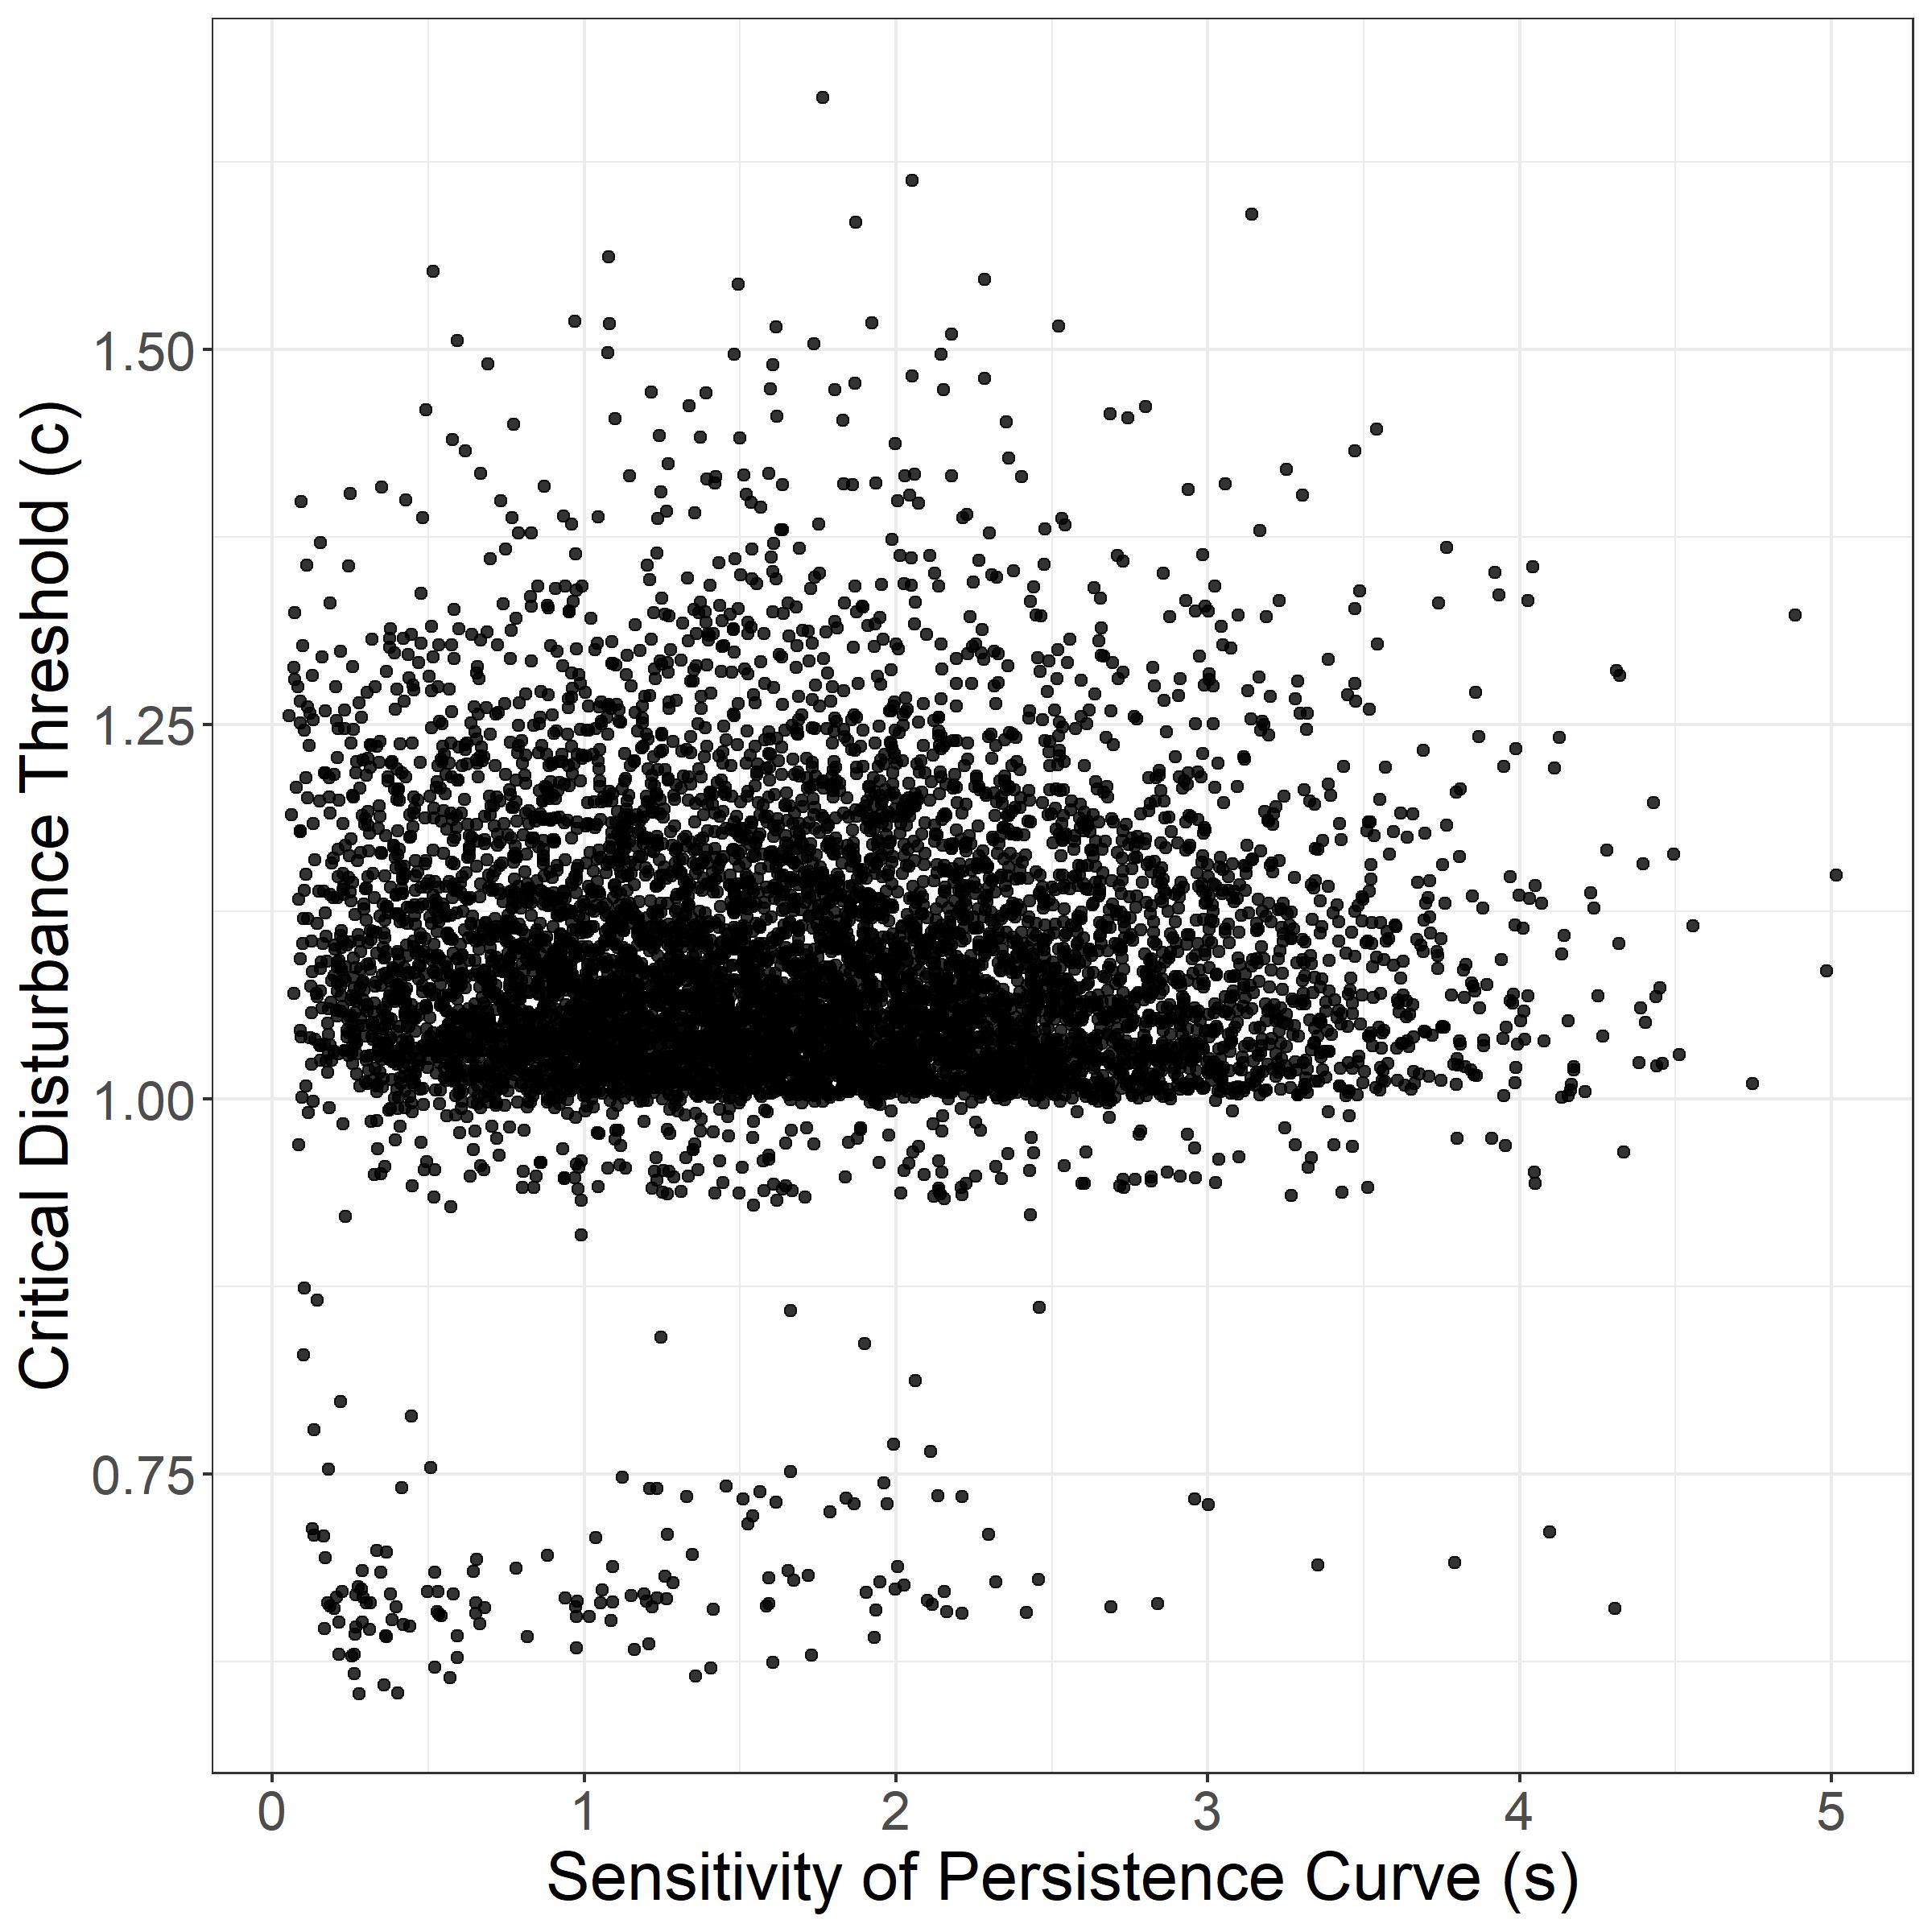 Critical Disturbance Threshold (c)
1.50
1.25
1.00
0.75
0 1 2 3 4 5
Sensitivity of Persistence Curve (s)